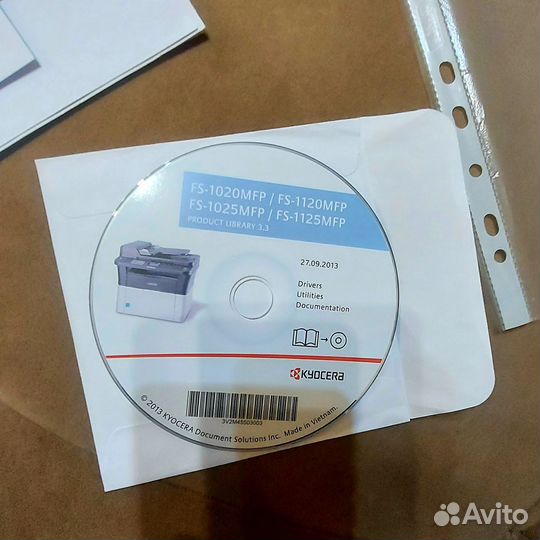 FS-1020MFP / FS-1120MFP
FS-1025MFP / FS-1125MFP
PRODUCT LIBRARY 3.3
27.09.2013
Drivers
Utilities
Documentation
KYOCERA
3V2M45S03003
© 2013 KYOCERA Document Solutions Inc. Made in Vietnam.
Avito